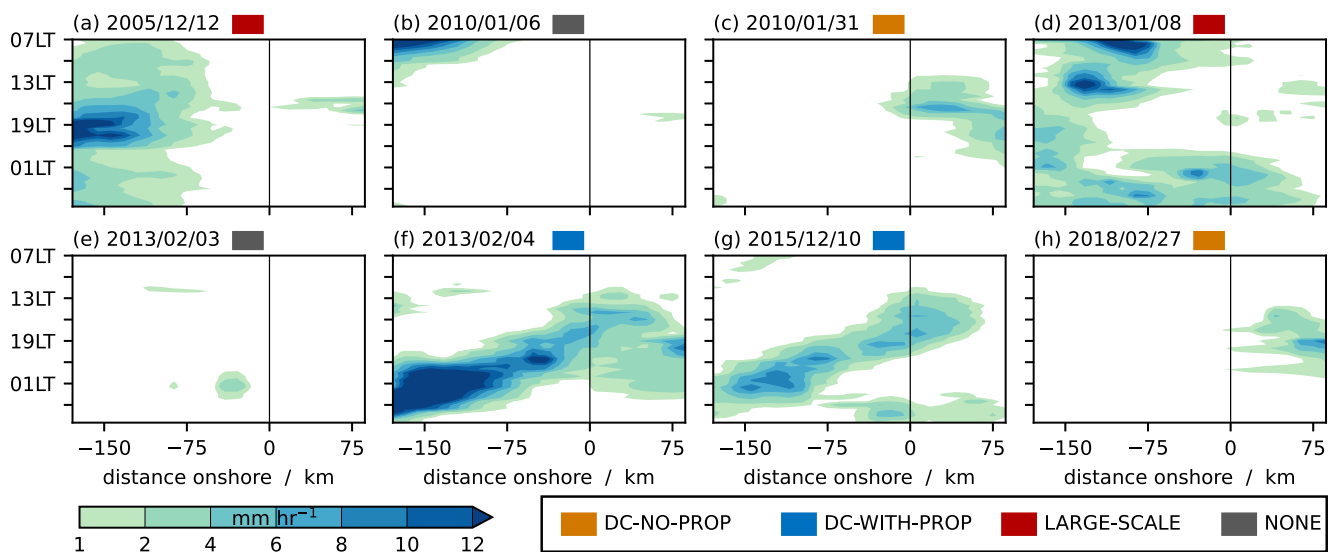 (a) 2005/12/12 (b) 2010/01/06 (c) 2010/01/31 (d) 2013/01/08
07LT
13LT
19LT
01LT
(e) 2013/02/03 (f) 2013/02/04 (g) 2015/12/10 (h) 2018/02/27
07LT
13LT
19LT
01LT
−150 −75 0 75 −150 −75 0 75 −150 −75 0 75 −150 −75 0 75
distance onshore / km distance onshore / km distance onshore / km distance onshore / km
mm hr⁻¹
1 2 4 6 8 10 12
DC-NO-PROP DC-WITH-PROP LARGE-SCALE NONE